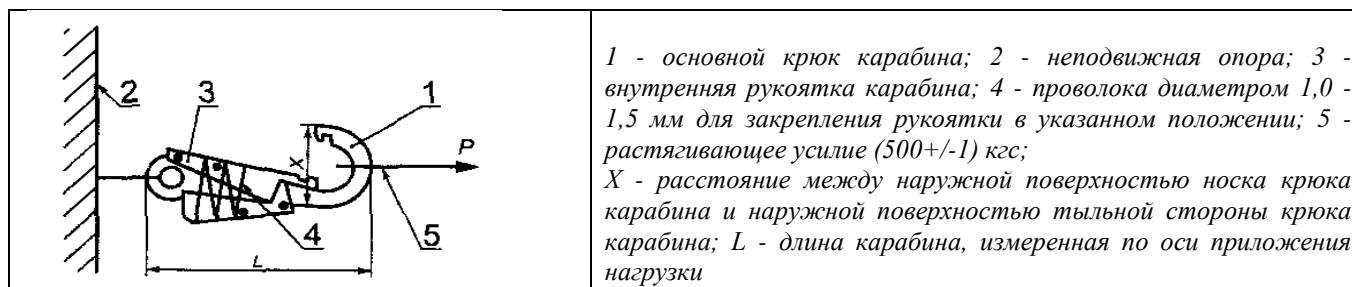 2
3
1
P
X
4
5
L
1 - основной крюк карабина; 2 - неподвижная опора; 3 -
внутренняя рукоятка карабина; 4 - проволока диаметром 1,0 -
1,5 мм для закрепления рукоятки в указанном положении; 5 -
растягивающее усилие (500+/-1) кгс;
X - расстояние между наружной поверхностью носка крюка
карабина и наружной поверхностью тыльной стороны крюка
карабина; L - длина карабина, измеренная по оси приложения
нагрузки